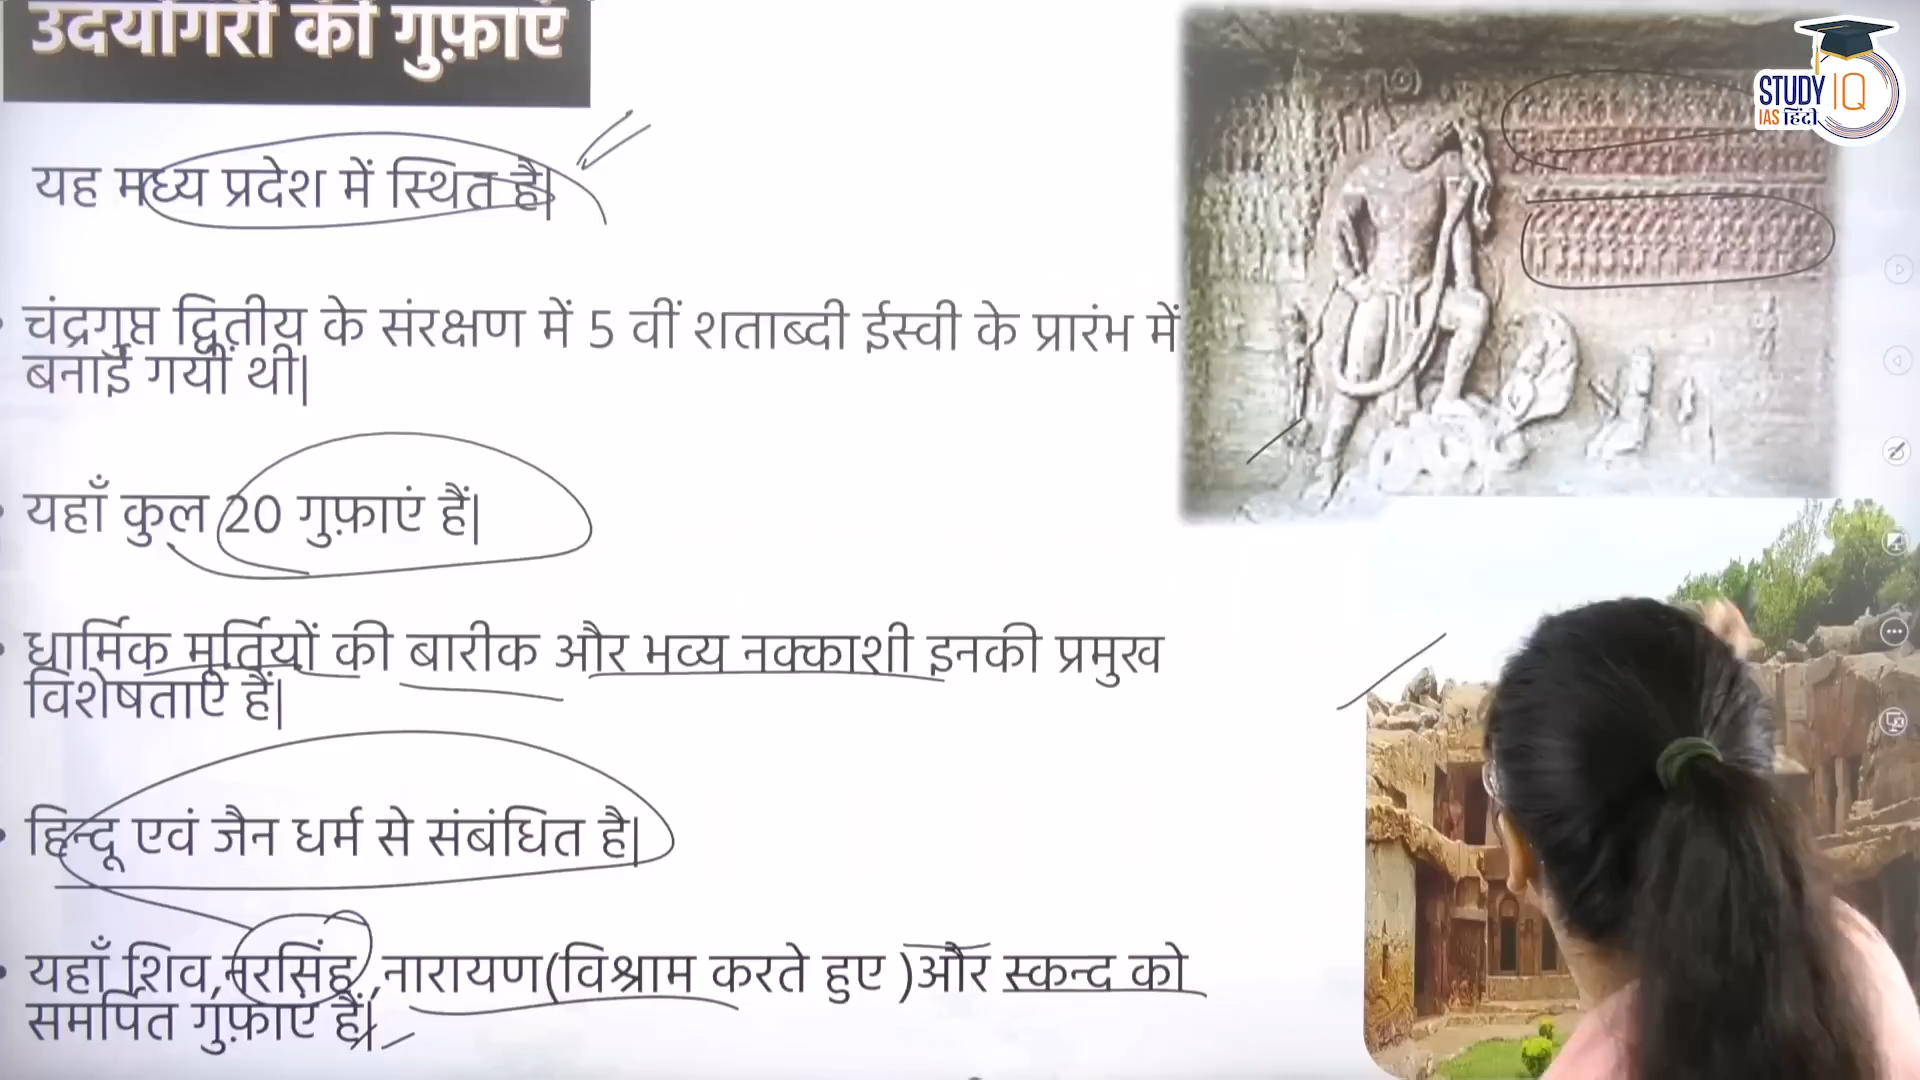 उदयगिरी की गुफ़ाएं
STUDY IQ
IAS हिंदी
यह मध्य प्रदेश में स्थित है|
चंद्रगुप्त द्वितीय के संरक्षण में 5 वीं शताब्दी ईस्वी के प्रारंभ में
बनाई गयीं थी|
यहाँ कुल 20 गुफ़ाएं हैं|
धार्मिक मूर्तियों की बारीक और भव्य नक्काशी इनकी प्रमुख
विशेषताएं हैं|
हिन्दू एवं जैन धर्म से संबंधित है|
यहाँ शिव,नरसिंह ,नारायण(विश्राम करते हुए )और स्कन्द को
समर्पित गुफ़ाएं हैं|